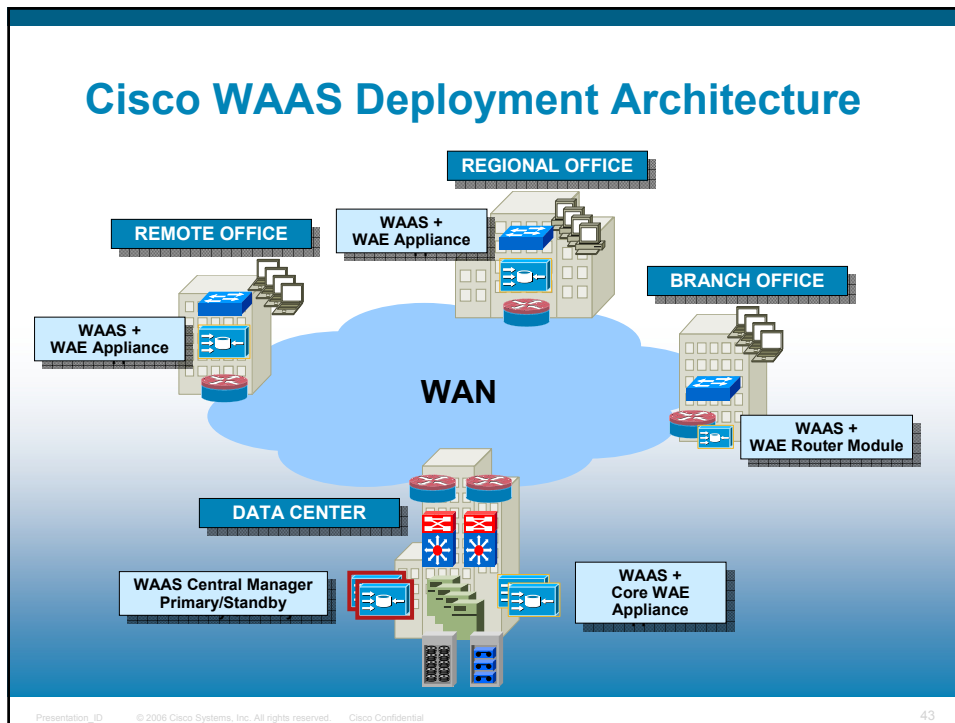 Cisco WAAS Deployment Architecture
REGIONAL OFFICE
WAAS +
WAE Appliance
REMOTE OFFICE
BRANCH OFFICE
WAAS +
WAE Appliance
WAN
WAAS +
WAE Router Module
DATA CENTER
WAAS Central Manager
Primary/Standby
WAAS +
Core WAE
Appliance
Presentation_ID © 2006 Cisco Systems, Inc. All rights reserved. Cisco Confidential 43